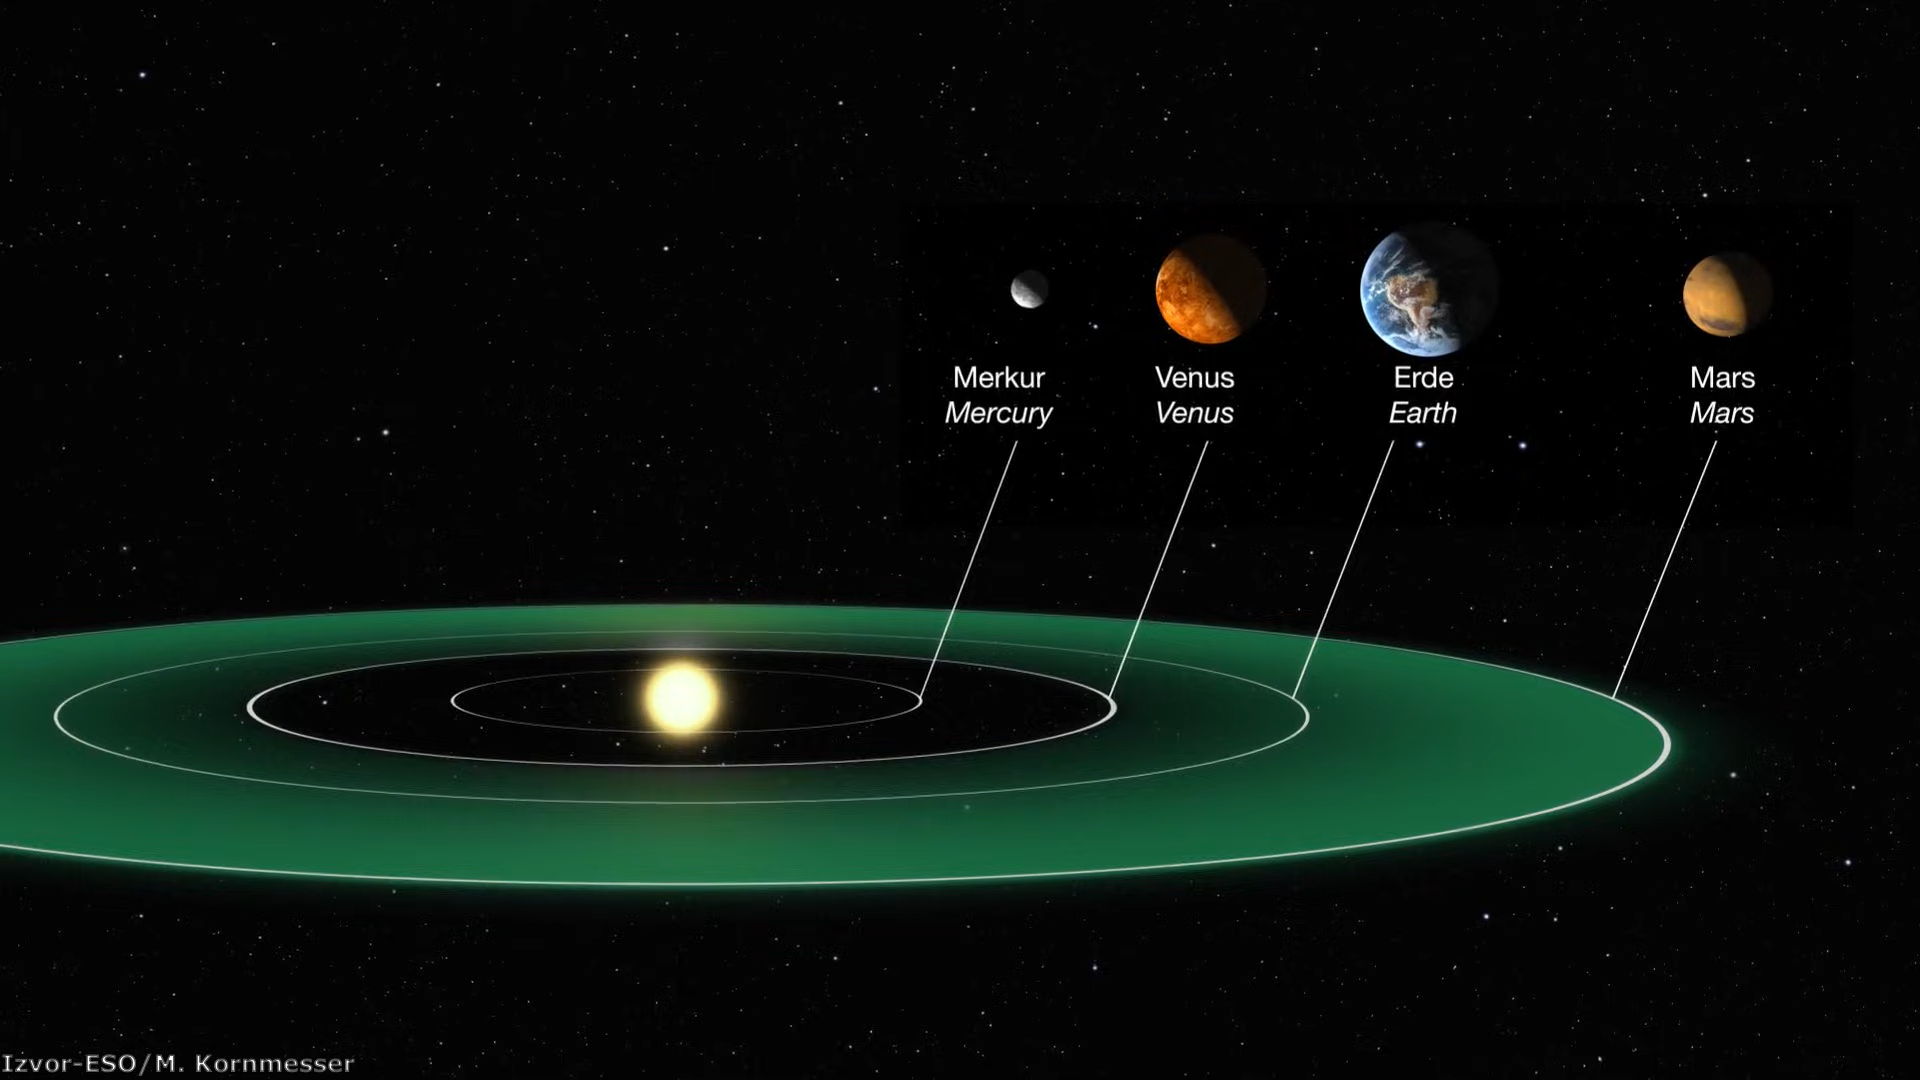 Merkur
Mercury
Venus
Venus
Erde
Earth
Mars
Mars
Izvor-ESO/M. Kornmesser